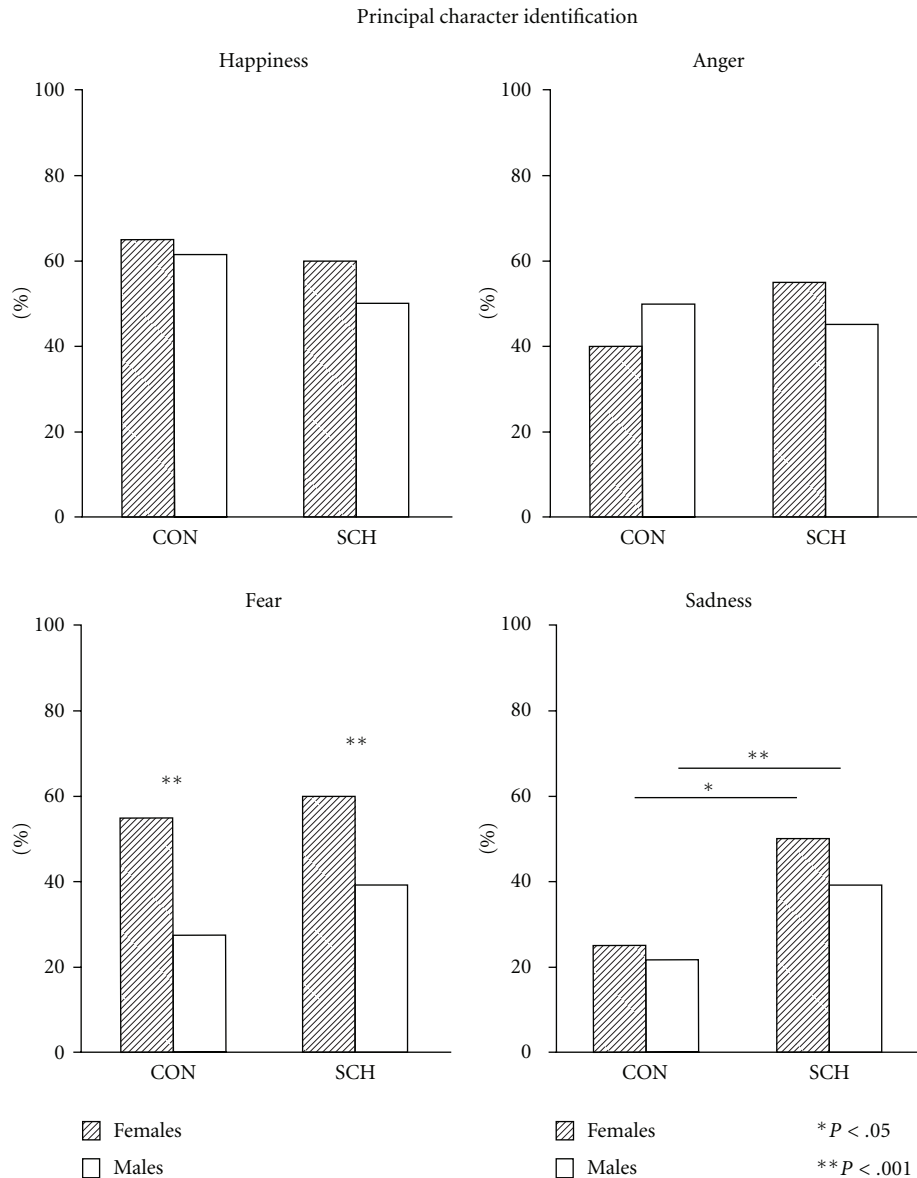 Principal character identification
Happiness
100
80
60
40
20
0
(%)
CON SCH
Anger
100
80
60
40
20
0
(%)
CON SCH
Fear
100
80
60
40
20
0
(%)
** **
CON SCH
Females
Males
Sadness
100
80
60
40
20
0
(%)
**
*
CON SCH
Females *P < .05
Males **P < .001